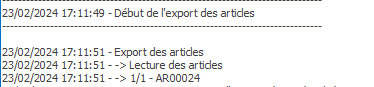 23/02/2024 17:11:49 - Début de l'export des articles
23/02/2024 17:11:51 - Export des articles
23/02/2024 17:11:51 - --> Lecture des articles
23/02/2024 17:11:51 - --> 1/1 - AR00024